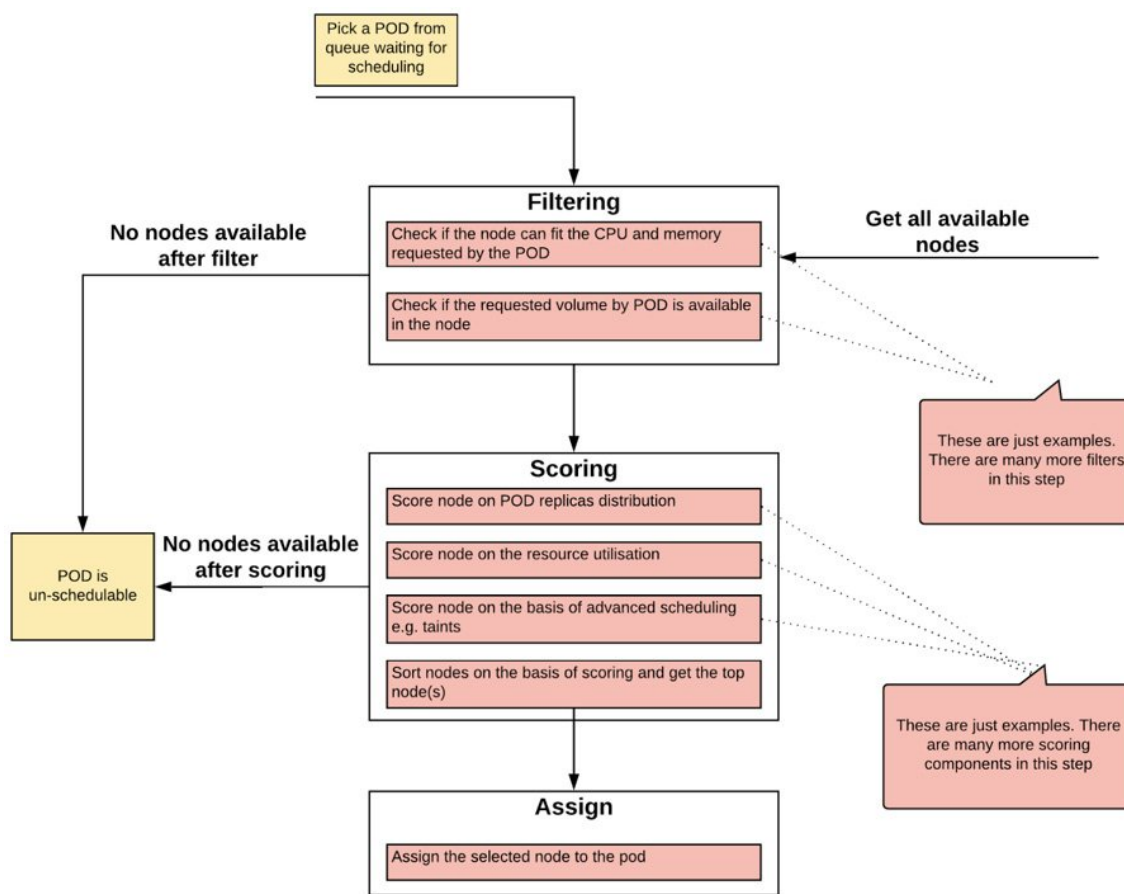 Pick a POD from
queue waiting for
scheduling
Filtering
No nodes available
after filter
Check if the node can fit the CPU and memory
requested by the POD
Get all available
nodes
Check if the requested volume by POD is available
in the node
These are just examples.
There are many more filters
in this step
Scoring
Score node on POD replicas distribution
No nodes available
after scoring
Score node on the resource utilisation
POD is
un-schedulable
Score node on the basis of advanced scheduling
e.g. taints
Sort nodes on the basis of scoring and get the top
node(s)
These are just examples. There
are many more scoring
components in this step
Assign
Assign the selected node to the pod